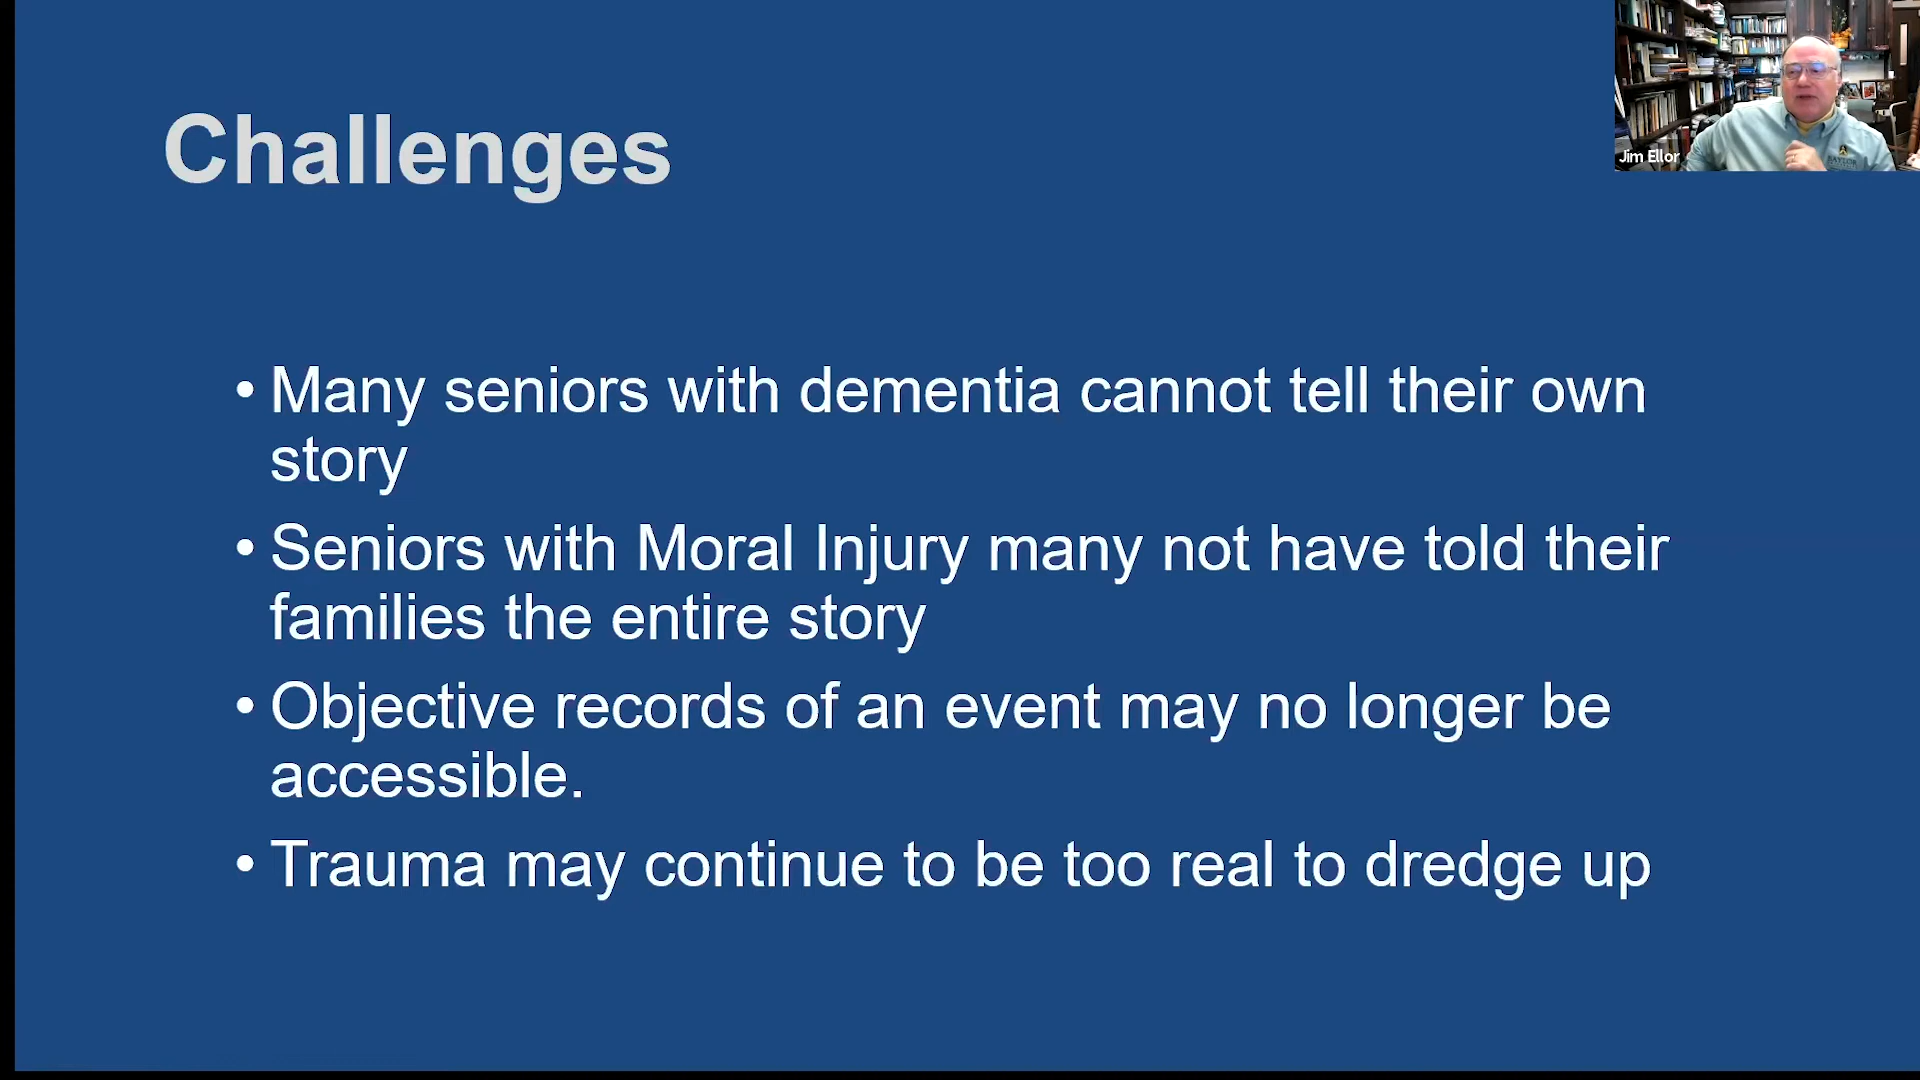 Challenges
Jim Ellor
BAYLOR
• Many seniors with dementia cannot tell their own
story
• Seniors with Moral Injury many not have told their
families the entire story
• Objective records of an event may no longer be
accessible.
• Trauma may continue to be too real to dredge up